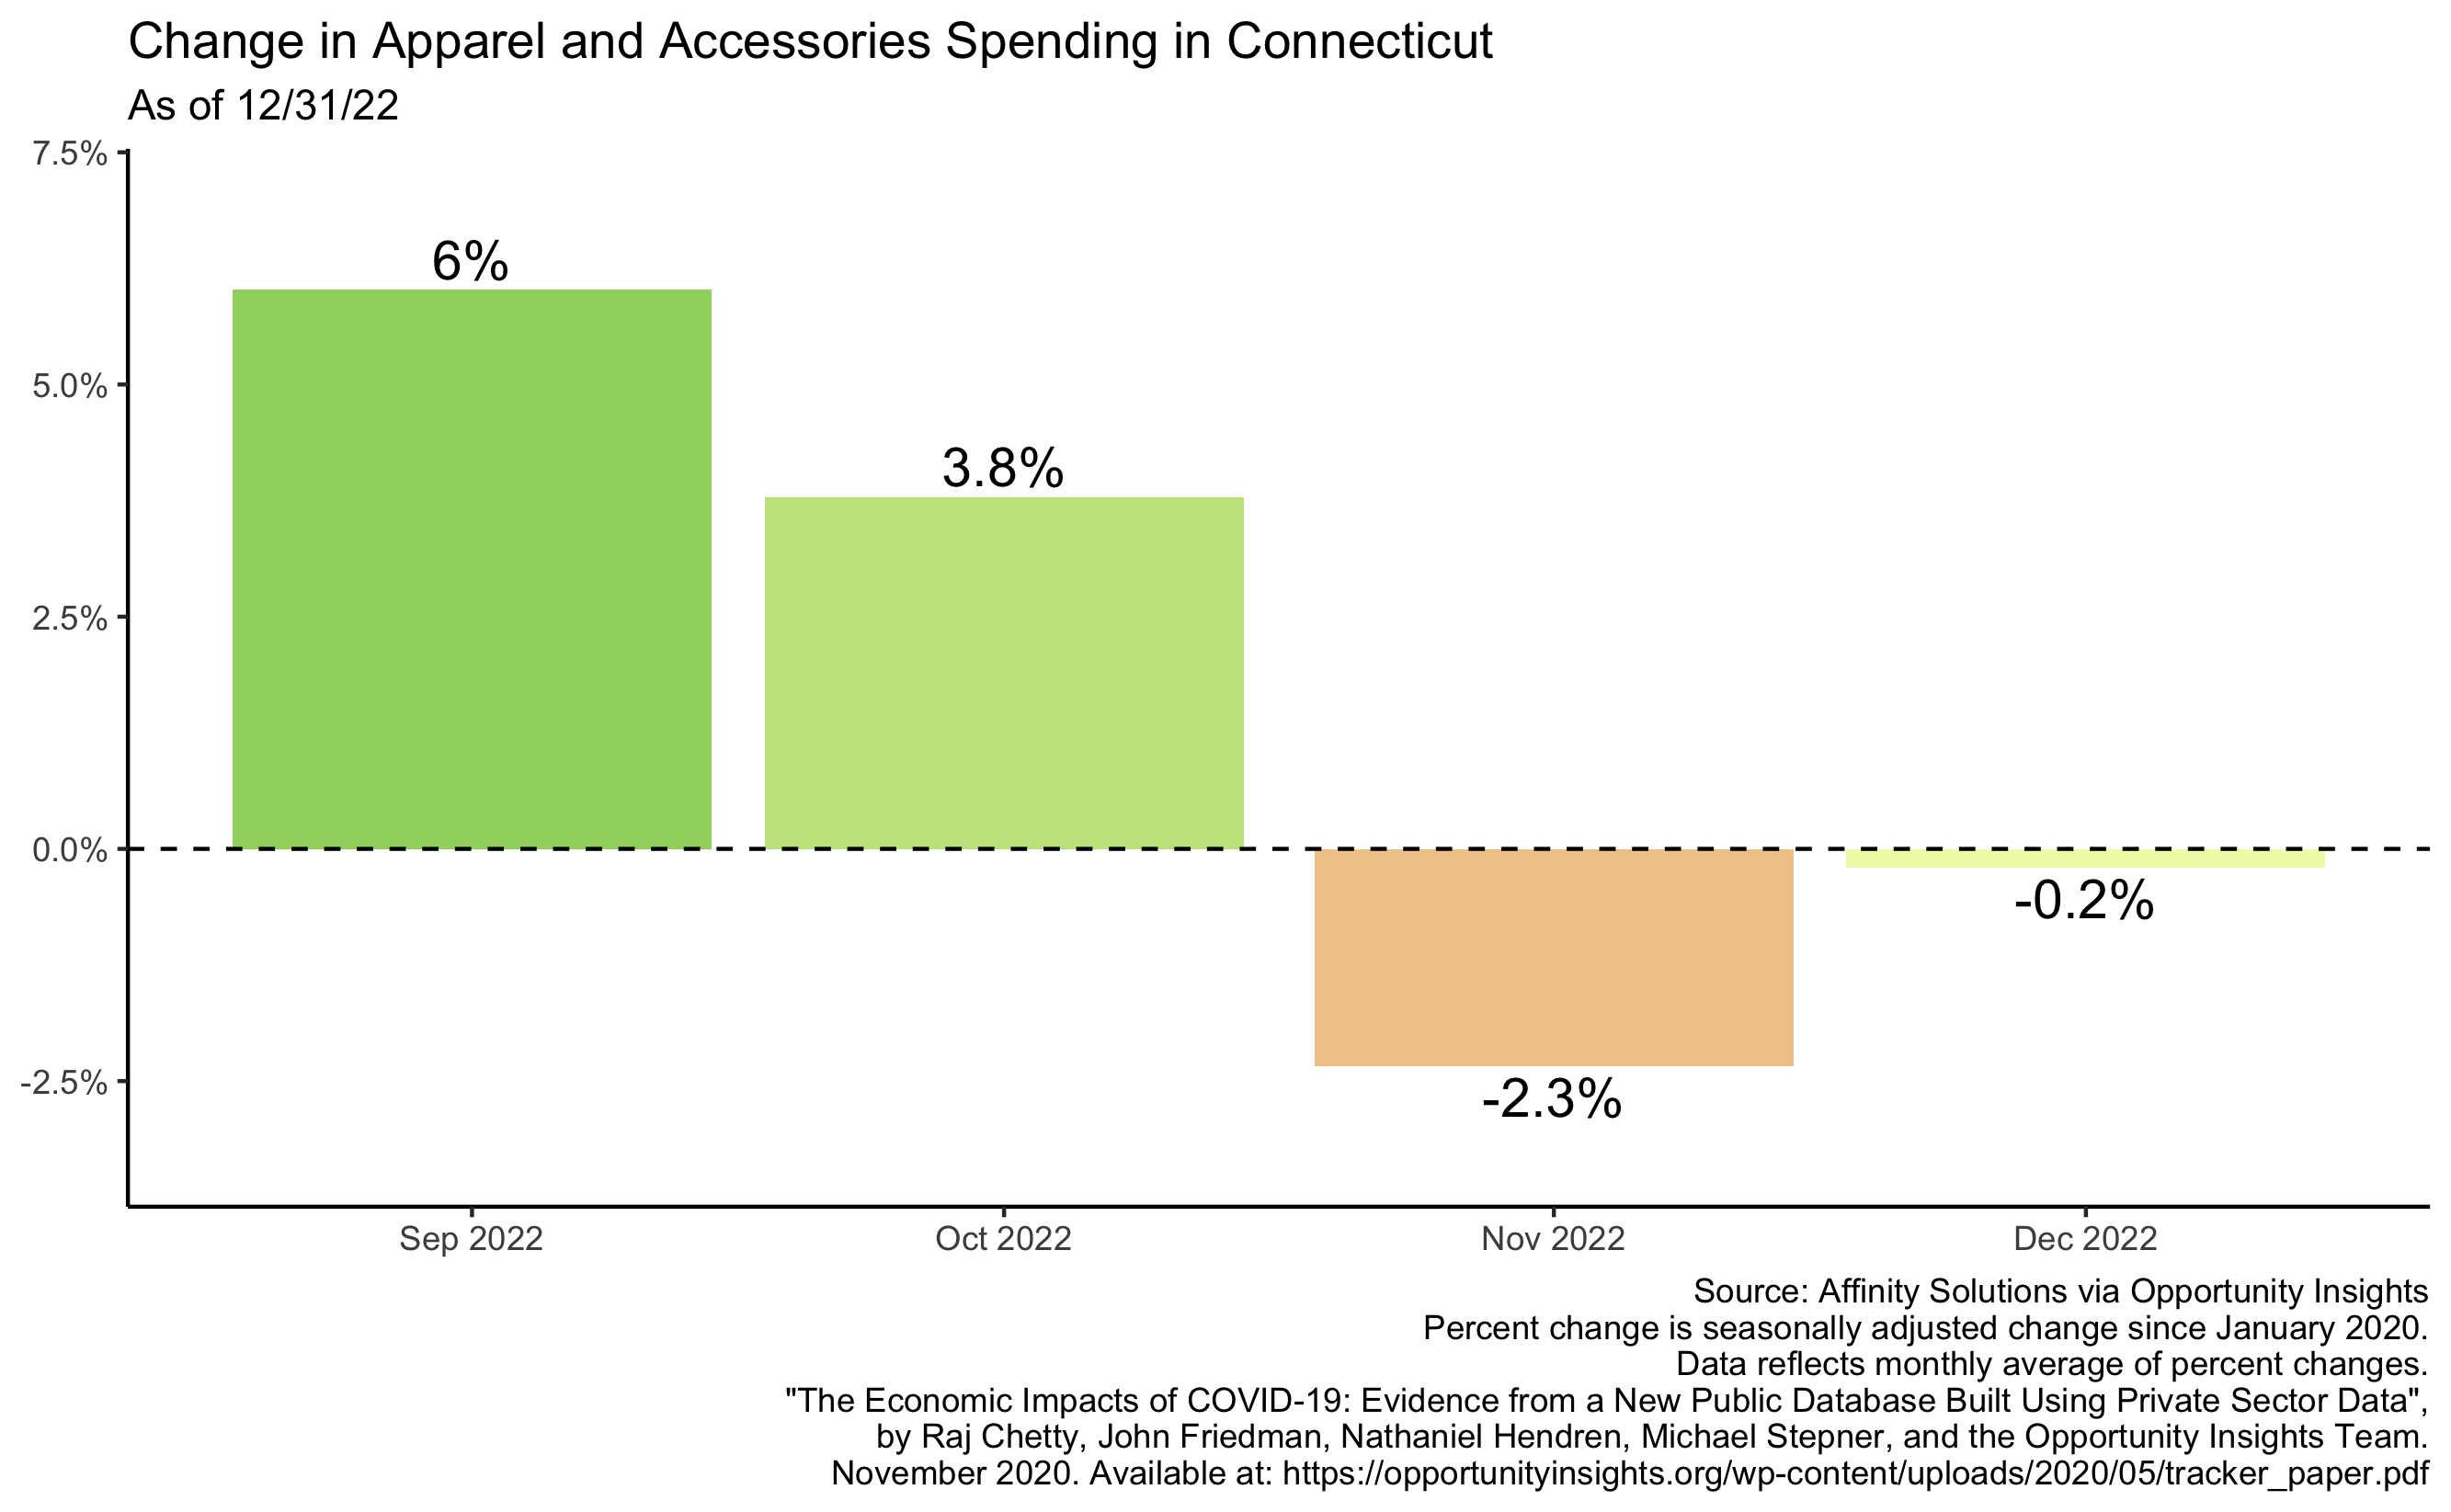 Change in Apparel and Accessories Spending in Connecticut
As of 12/31/22
7.5%
5.0%
2.5%
0.0%
-2.5%
6%
3.8%
-2.3%
-0.2%
Sep 2022
Oct 2022
Nov 2022
Dec 2022
Source: Affinity Solutions via Opportunity Insights
Percent change is seasonally adjusted change since January 2020.
Data reflects monthly average of percent changes.
"The Economic Impacts of COVID-19: Evidence from a New Public Database Built Using Private Sector Data",
by Raj Chetty, John Friedman, Nathaniel Hendren, Michael Stepner, and the Opportunity Insights Team.
November 2020. Available at: https://opportunityinsights.org/wp-content/uploads/2020/05/tracker_paper.pdf